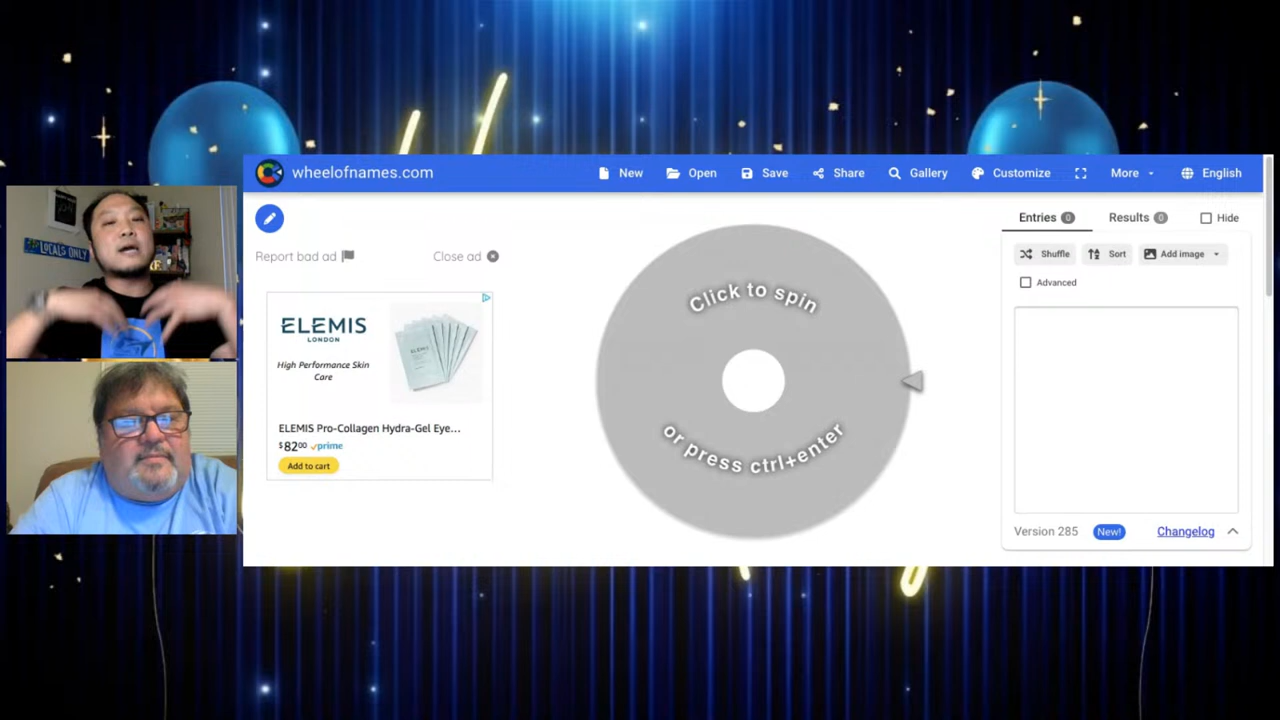 wheelofnames.com
New
Open
Save
Share
Gallery
Customize
More
English
LOCALS ONLY
Report bad ad
Close ad
ELEMIS
LONDON
High Performance Skin
Care
ELEMIS Pro-Collagen Hydra-Gel Eye...
$8200 prime
Add to cart
Click to spin
or press ctrl+enter
Entries 0
Results 0
Hide
Shuffle
Sort
Add image
Advanced
Version 285
New!
Changelog